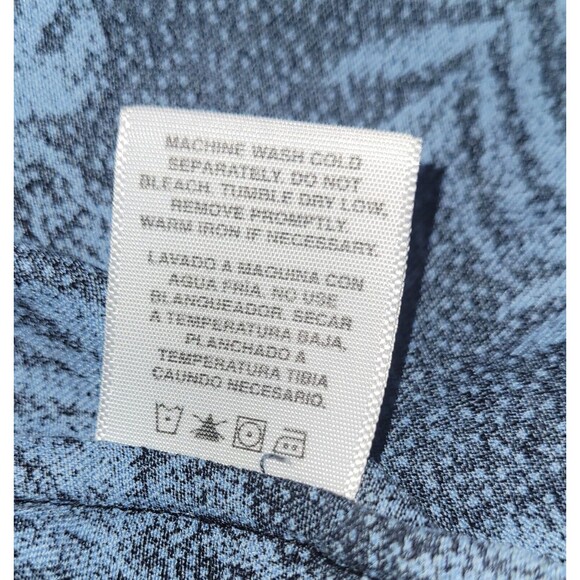 MACHINE WASH COLD
SEPARATELY. DO NOT
BLEACH. TUMBLE DRY LOW,
REMOVE PROMPTLY.
WARM IRON IF NECESSARY.
LAVADO A MAQUINA CON
AGUA FRÍA. NO USE
BLANQUEADOR. SECAR
A TEMPERATURA BAJA,
PLANCHADO A
TEMPERATURA TIBIA
CAUNDO NECESARIO.